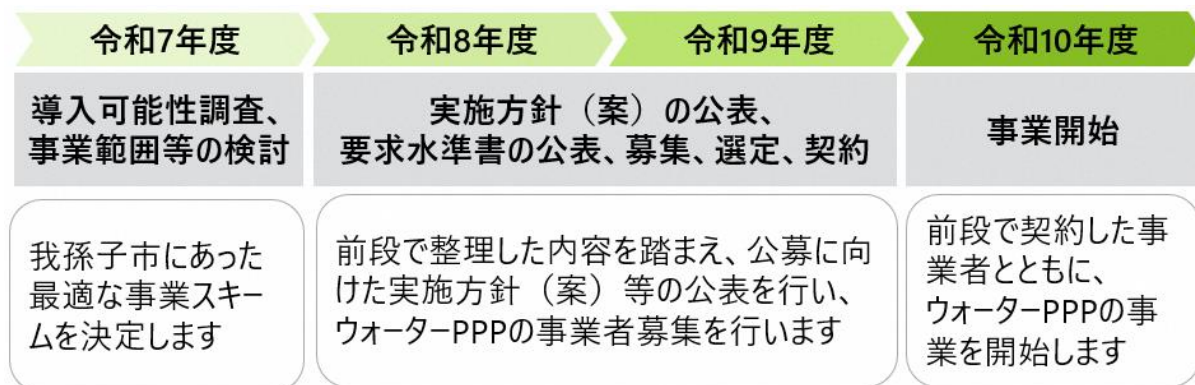 令和7年度
令和8年度
令和9年度
令和10年度
導入可能性調査、
事業範囲等の検討
実施方針（案）の公表、
要求水準書の公表、募集、選定、契約
事業開始
我孫子市にあった
最適な事業スキー
ムを決定します
前段で整理した内容を踏まえ、公募に向
けた実施方針（案）等の公表を行い、
ウォーターPPPの事業者募集を行います
前段で契約した事
業者とともに、
ウォーターPPPの事
業を開始します